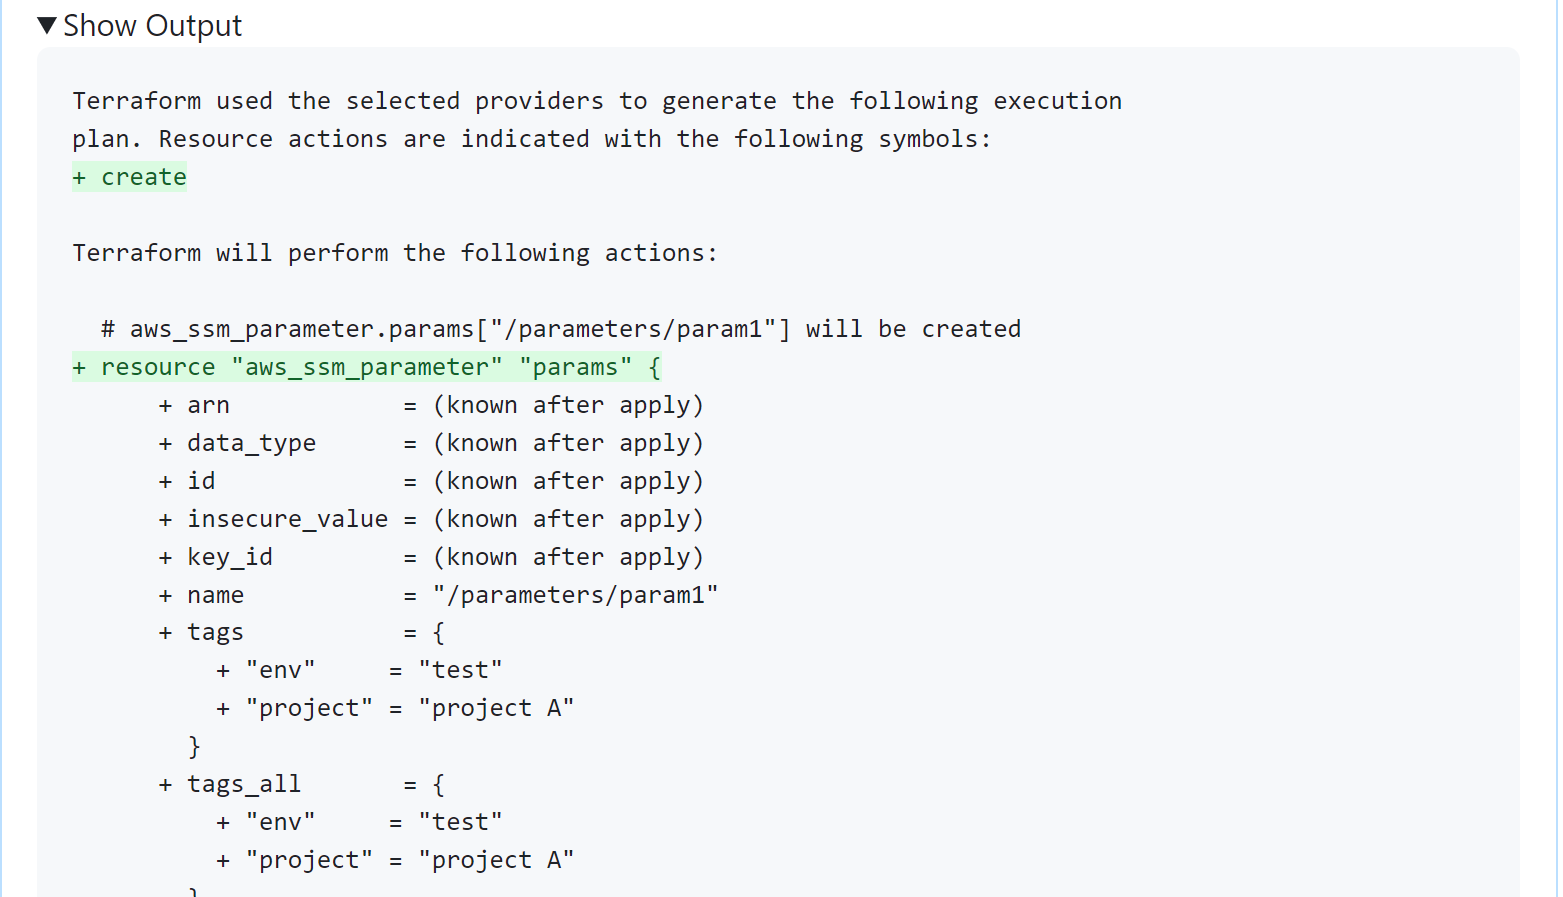 ▼ Show Output
Terraform used the selected providers to generate the following execution
plan. Resource actions are indicated with the following symbols:
+ create
Terraform will perform the following actions:
# aws_ssm_parameter.params["/parameters/param1"] will be created
+ resource "aws_ssm_parameter" "params" {
+ arn = (known after apply)
+ data_type = (known after apply)
+ id = (known after apply)
+ insecure_value = (known after apply)
+ key_id = (known after apply)
+ name = "/parameters/param1"
+ tags = {
+ "env" = "test"
+ "project" = "project A"
}
+ tags_all = {
+ "env" = "test"
+ "project" = "project A"
}